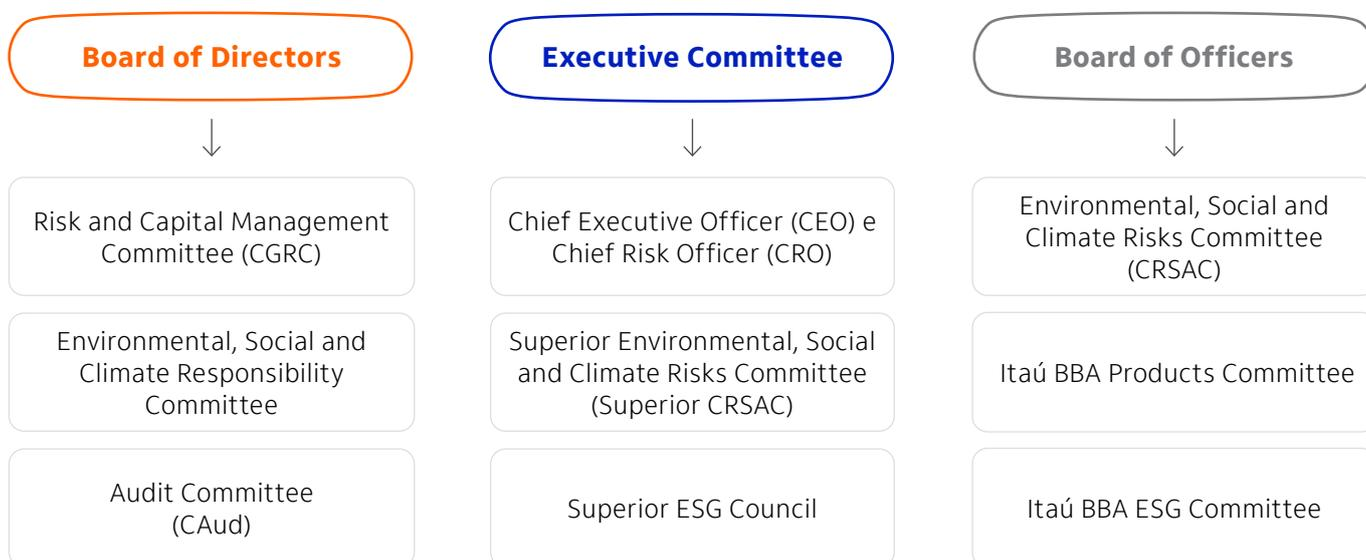 Board of Directors
Executive Committee
Board of Officers
Risk and Capital Management
Committee (CGRC)
Chief Executive Officer (CEO) e
Chief Risk Officer (CRO)
Environmental, Social and
Climate Risks Committee
(CRSAC)
Environmental, Social and
Climate Responsibility
Committee
Superior Environmental, Social
and Climate Risks Committee
(Superior CRSAC)
Itaú BBA Products Committee
Audit Committee
(CAud)
Superior ESG Council
Itaú BBA ESG Committee